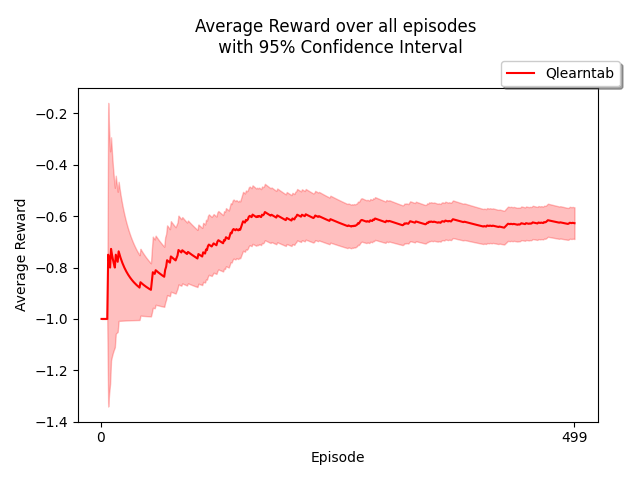 Average Reward over all episodes
with 95% Confidence Interval
Qlearntab
−0.2
−0.4
−0.6
−0.8
−1.0
−1.2
−1.4
Average Reward
0
499
Episode